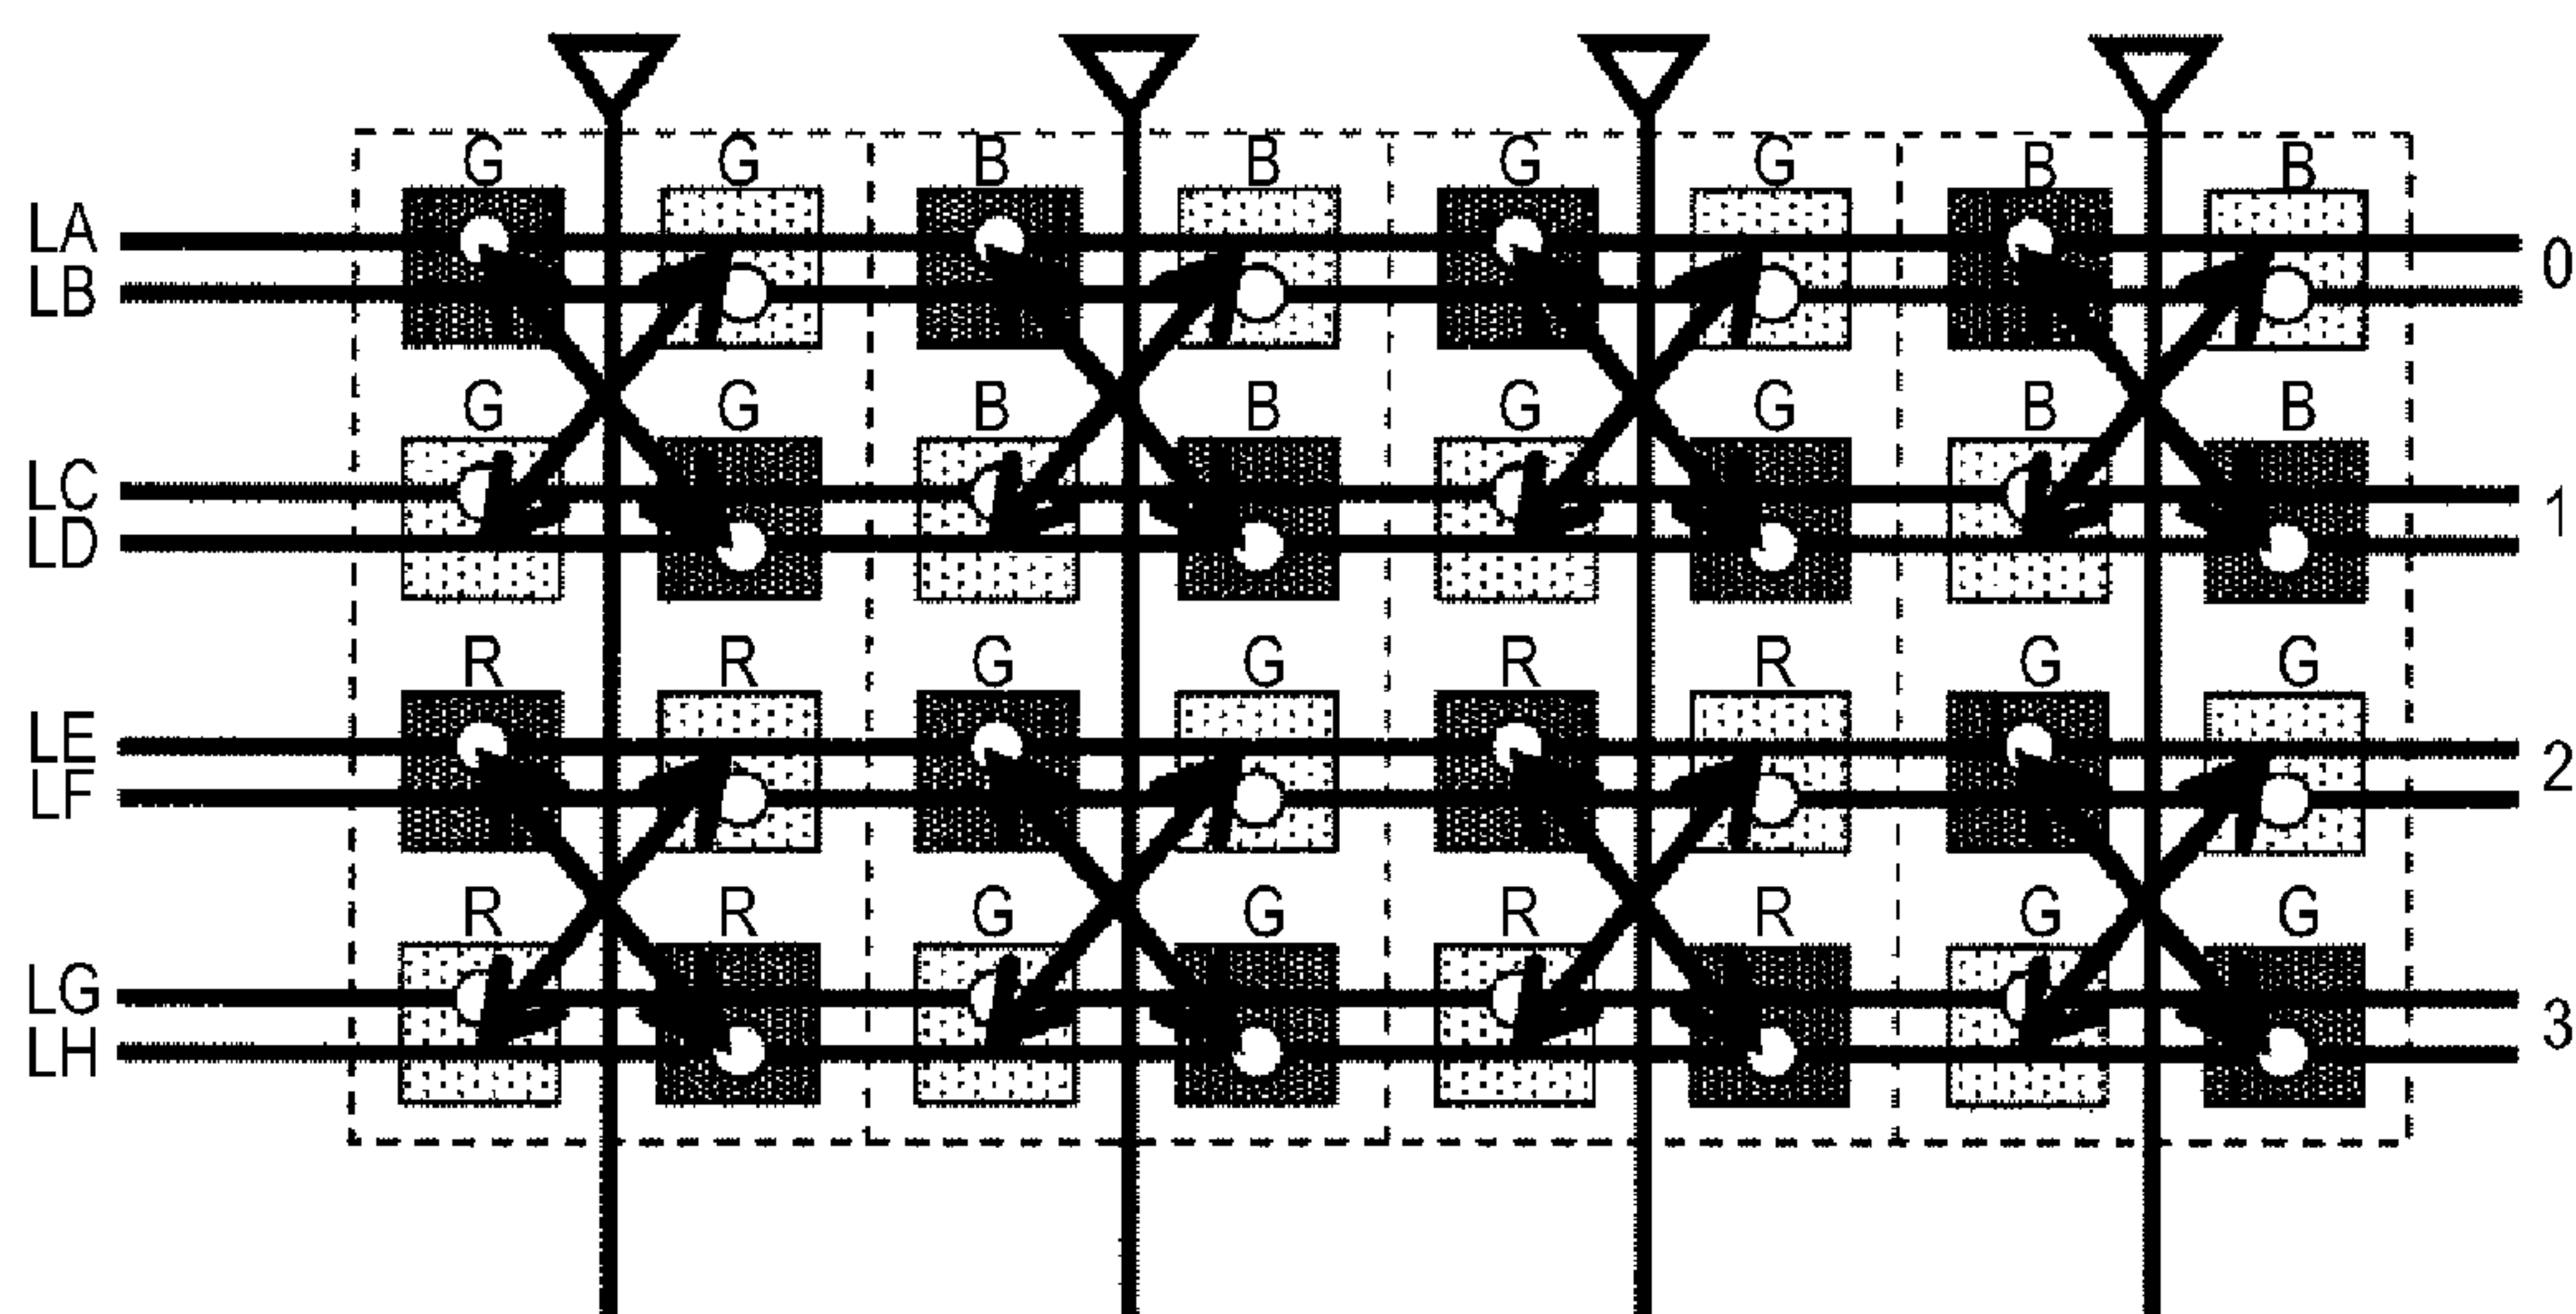 G G B B G G B B
LA
LB
0
G G B B G G B B
LC
LD
1
R R G G R R G G
LE
LF
2
R R G G R R G G
LG
LH
3